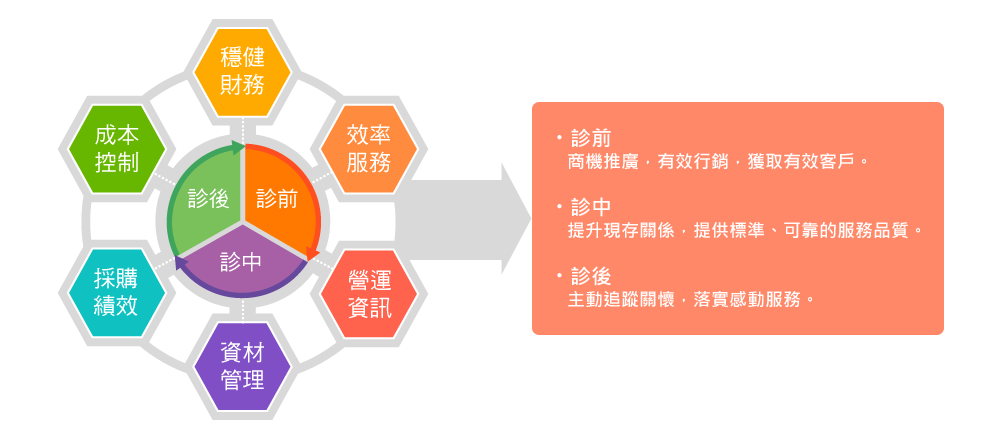 穩健
財務
效率
服務
營運
資訊
資材
管理
採購
績效
成本
控制
診後
診前
診中
・診前
商機推廣，有效行銷，獲取有效客戶。
・診中
提升現存關係，提供標準、可靠的服務品質。
・診後
主動追蹤關懷，落實感動服務。